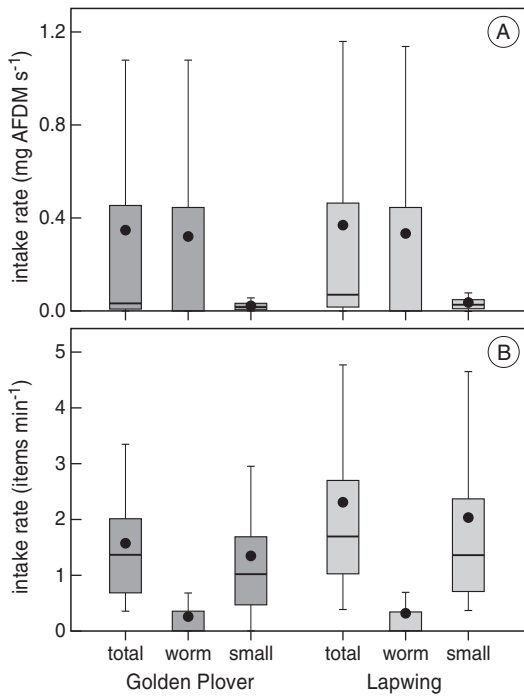 A
intake rate (mg AFDM s⁻¹)
1.2
0.8
0.4
0.0
B
intake rate (items min⁻¹)
5
4
3
2
1
0
total worm small total worm small
Golden Plover Lapwing